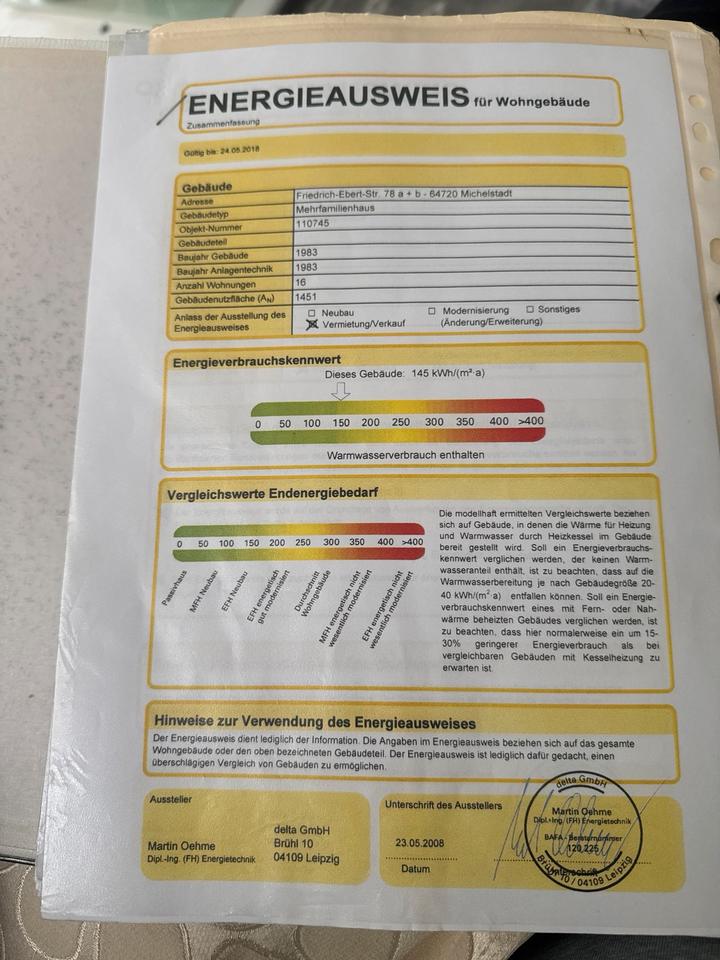 ENERGIEAUSWEIS für Wohngebäude
Zusammenfassung
Gültig bis: 24.05.2018
Gebäude
Adresse Friedrich-Ebert-Str. 78 a + b - 64720 Michelstadt
Gebäudetyp Mehrfamilienhaus
Objekt-Nummer 110745
Gebäudeteil
Baujahr Gebäude 1983
Baujahr Anlagentechnik 1983
Anzahl Wohnungen 16
Gebäudenutzfläche (AN) 1451
Anlass der Ausstellung des Energieausweises
Neubau Modernisierung Sonstiges
Vermietung/Verkauf (Änderung/Erweiterung)
Energieverbrauchskennwert
Dieses Gebäude: 145 kWh/(m²·a)
0 50 100 150 200 250 300 350 400 >400
Warmwasserverbrauch enthalten
Vergleichswerte Endenergiebedarf
0 50 100 150 200 250 300 350 400 >400
Passivhaus
MFH Neubau
EFH Neubau
EFH energetisch
gut modernisiert
Durchschnitt
Wohngebäude
MFH energetisch nicht
wesentlich modernisiert
EFH energetisch nicht
wesentlich modernisiert
Die modellhaft ermittelten Vergleichswerte beziehen
sich auf Gebäude, in denen die Wärme für Heizung
und Warmwasser durch Heizkessel im Gebäude
bereit gestellt wird. Soll ein Energieverbrauchs-
kennwert verglichen werden, der keinen Warm-
wasseranteil enthält, ist zu beachten, dass auf die
Warmwasserbereitung je nach Gebäudegröße 20-
40 kWh/(m²·a) entfallen können. Soll ein Energie-
verbrauchskennwert eines mit Fern- oder Nah-
wärme beheizten Gebäudes verglichen werden, ist
zu beachten, dass hier normalerweise ein um 15-
30% geringerer Energieverbrauch als bei
vergleichbaren Gebäuden mit Kesselheizung zu
erwarten ist.
Hinweise zur Verwendung des Energieausweises
Der Energieausweis dient lediglich der Information. Die Angaben im Energieausweis beziehen sich auf das gesamte
Wohngebäude oder den oben bezeichneten Gebäudeteil. Der Energieausweis ist lediglich dafür gedacht, einen
überschlägigen Vergleich von Gebäuden zu ermöglichen.
Aussteller
Martin Oehme
Dipl.-Ing. (FH) Energietechnik
delta GmbH
Brühl 10
04109 Leipzig
Unterschrift des Ausstellers
23.05.2008
Datum
Unterschrift
delta GmbH
Martin Oehme
Dipl.-Ing. (FH) Energietechnik
BAFA - Beraternummer
120 225
Brühl 10 / 04109 Leipzig